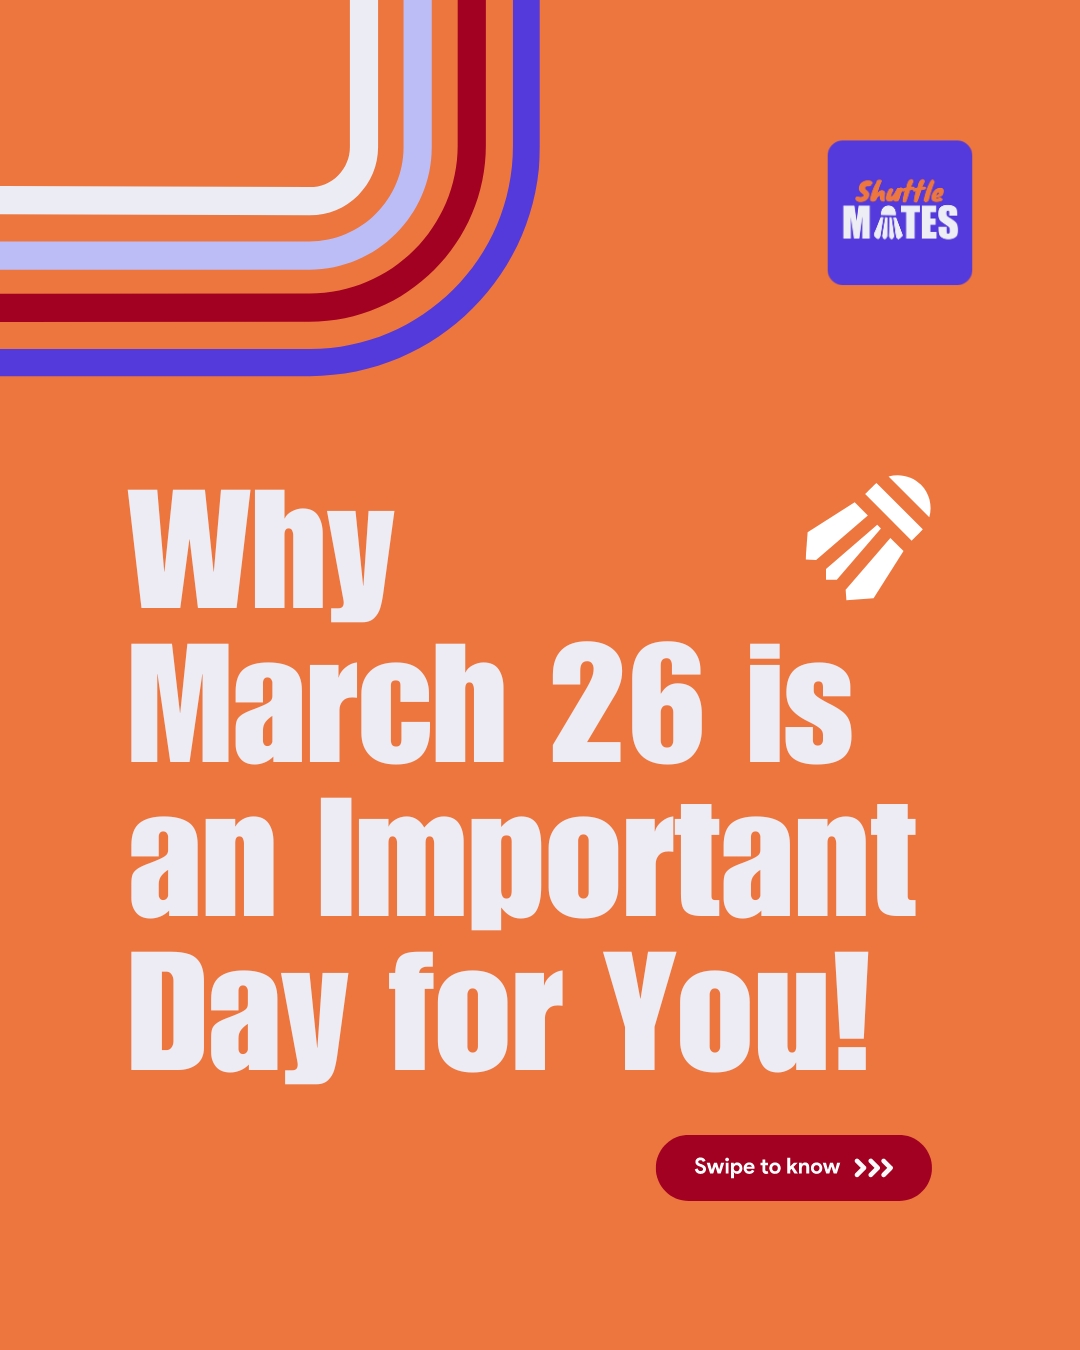 Shuttle
MATES
Why
March 26 is
an Important
Day for You!
Swipe to know